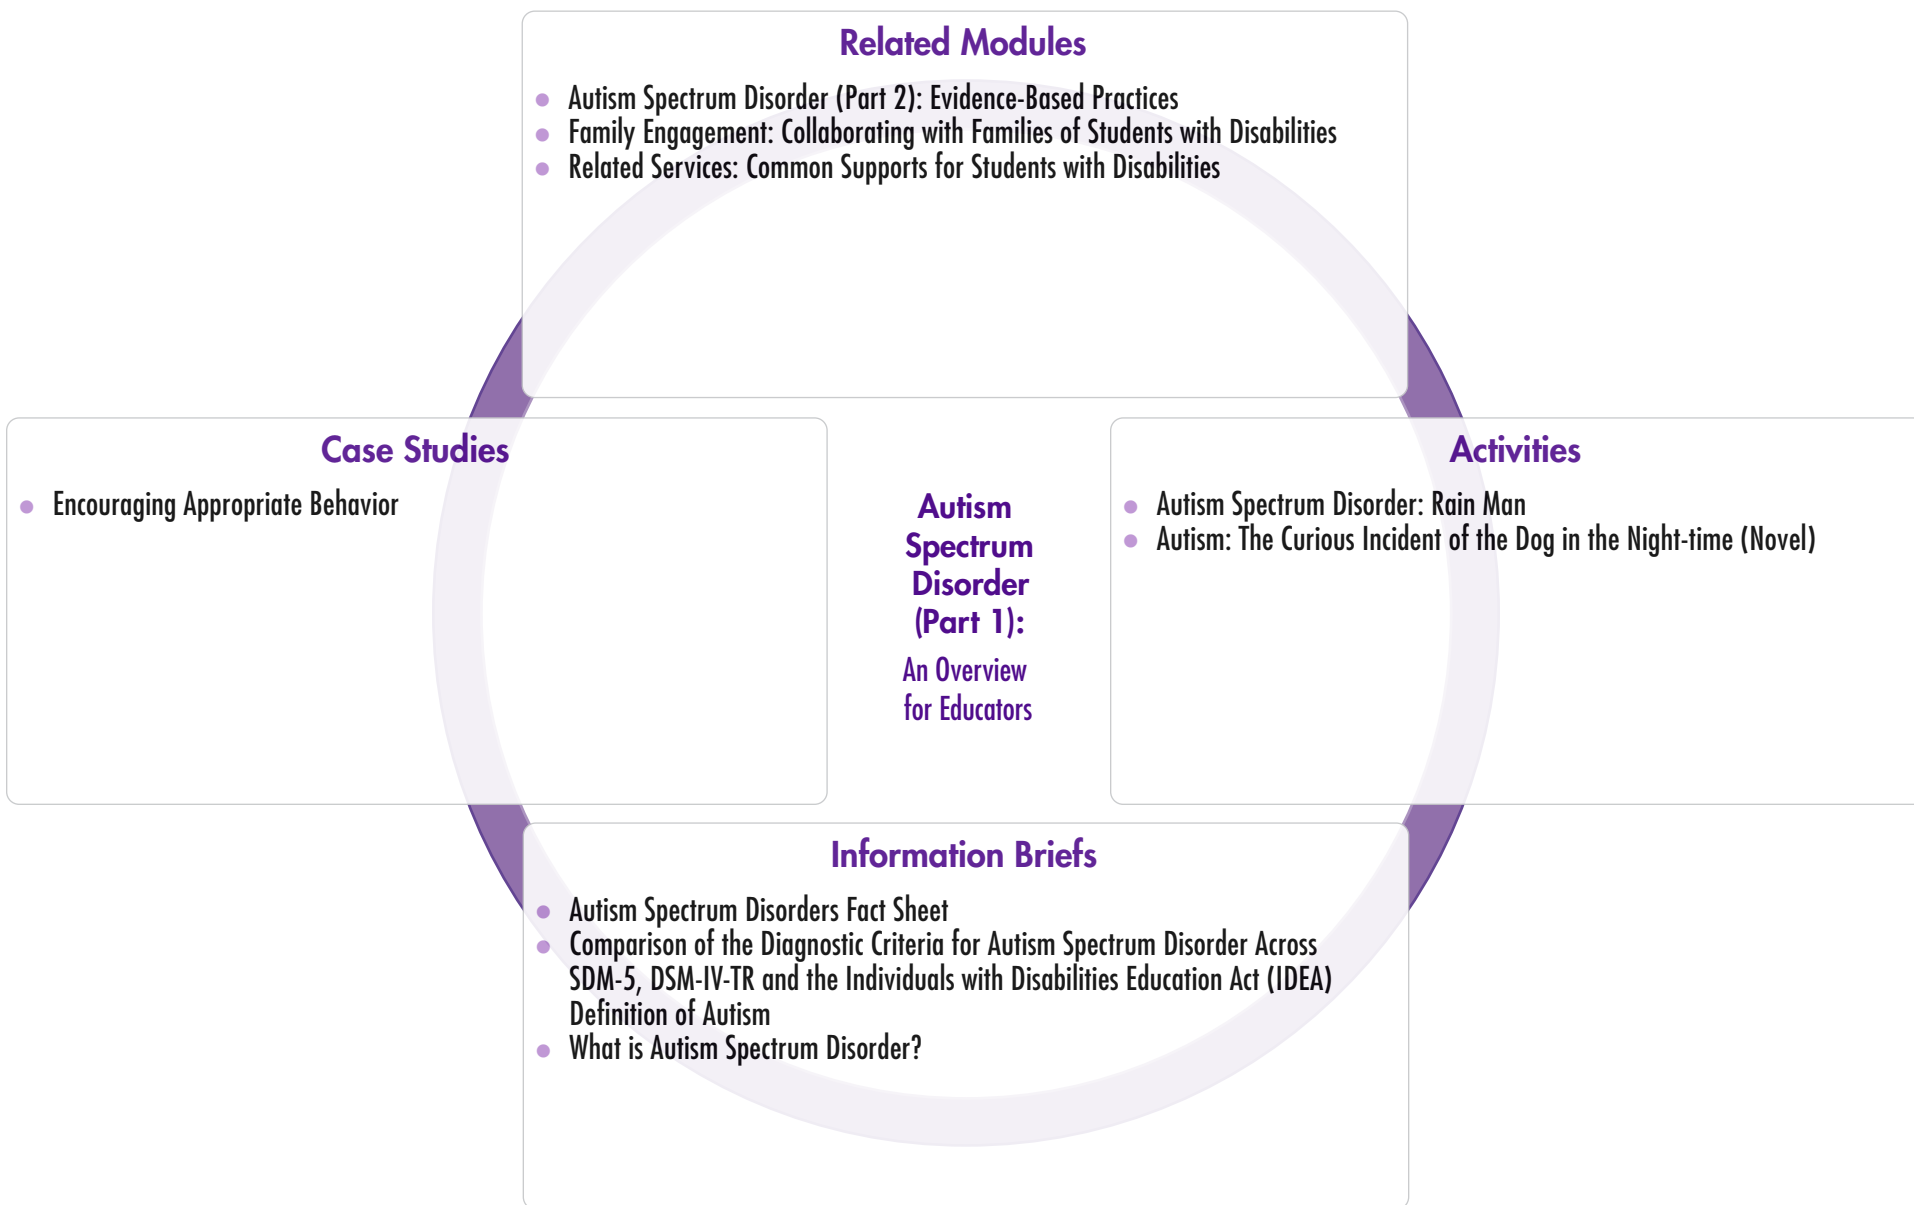 Related Modules
Autism Spectrum Disorder (Part 2): Evidence-Based Practices
Family Engagement: Collaborating with Families of Students with Disabilities
Related Services: Common Supports for Students with Disabilities
Case Studies
Encouraging Appropriate Behavior
Autism
Spectrum
Disorder
(Part 1):
An Overview
for Educators
Activities
Autism Spectrum Disorder: Rain Man
Autism: The Curious Incident of the Dog in the Night-time (Novel)
Information Briefs
Autism Spectrum Disorders Fact Sheet
Comparison of the Diagnostic Criteria for Autism Spectrum Disorder Across
SDM-5, DSM-IV-TR and the Individuals with Disabilities Education Act (IDEA)
Definition of Autism
What is Autism Spectrum Disorder?